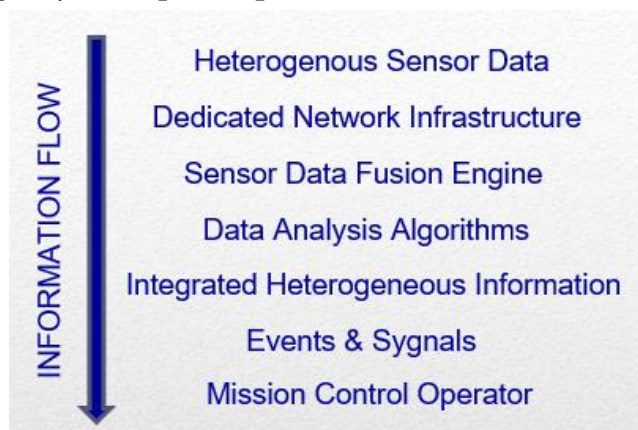 INFORMATION FLOW
Heterogenous Sensor Data
Dedicated Network Infrastructure
Sensor Data Fusion Engine
Data Analysis Algorithms
Integrated Heterogeneous Information
Events & Sygnals
Mission Control Operator